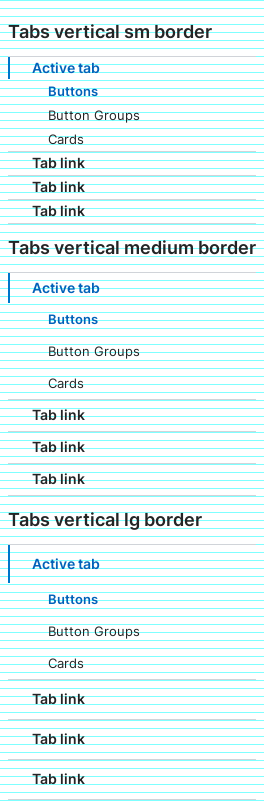 Tabs vertical sm border
Active tab
Buttons
Button Groups
Cards
Tab link
Tab link
Tab link
Tabs vertical medium border
Active tab
Buttons
Button Groups
Cards
Tab link
Tab link
Tab link
Tabs vertical lg border
Active tab
Buttons
Button Groups
Cards
Tab link
Tab link
Tab link